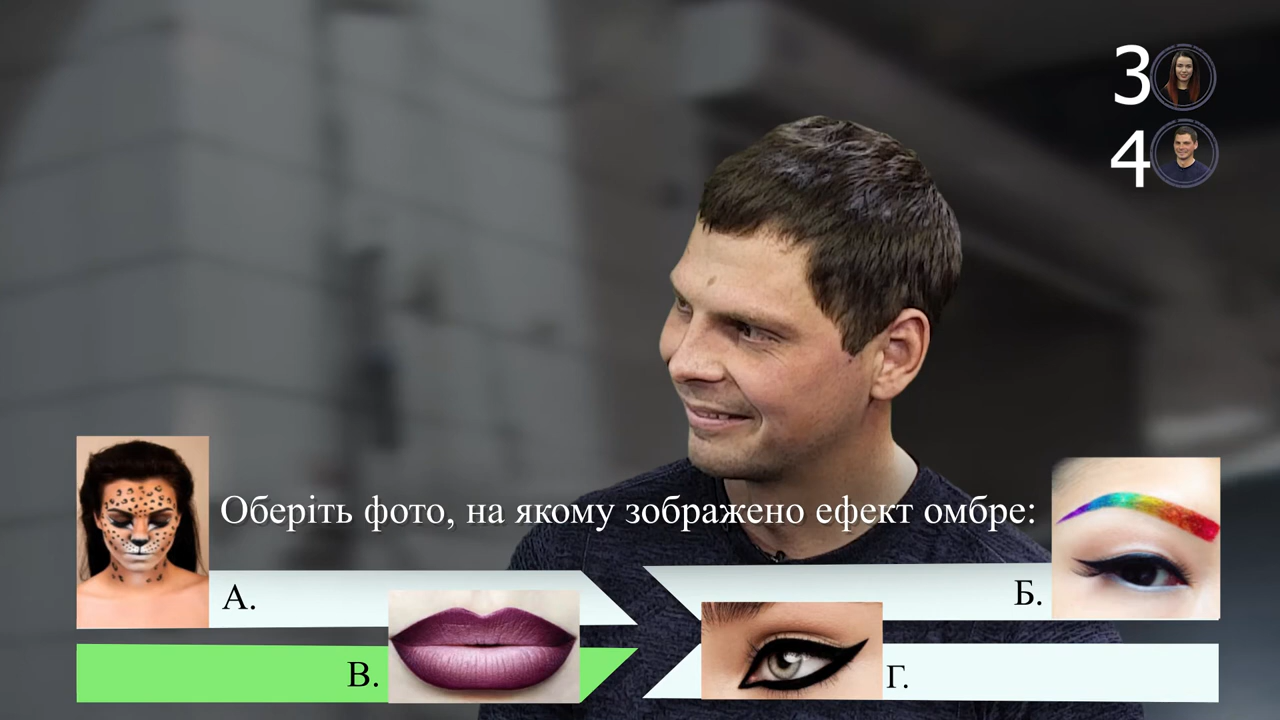 3
4
Оберіть фото, на якому зображено ефект омбре:
А.
Б.
В.
Г.